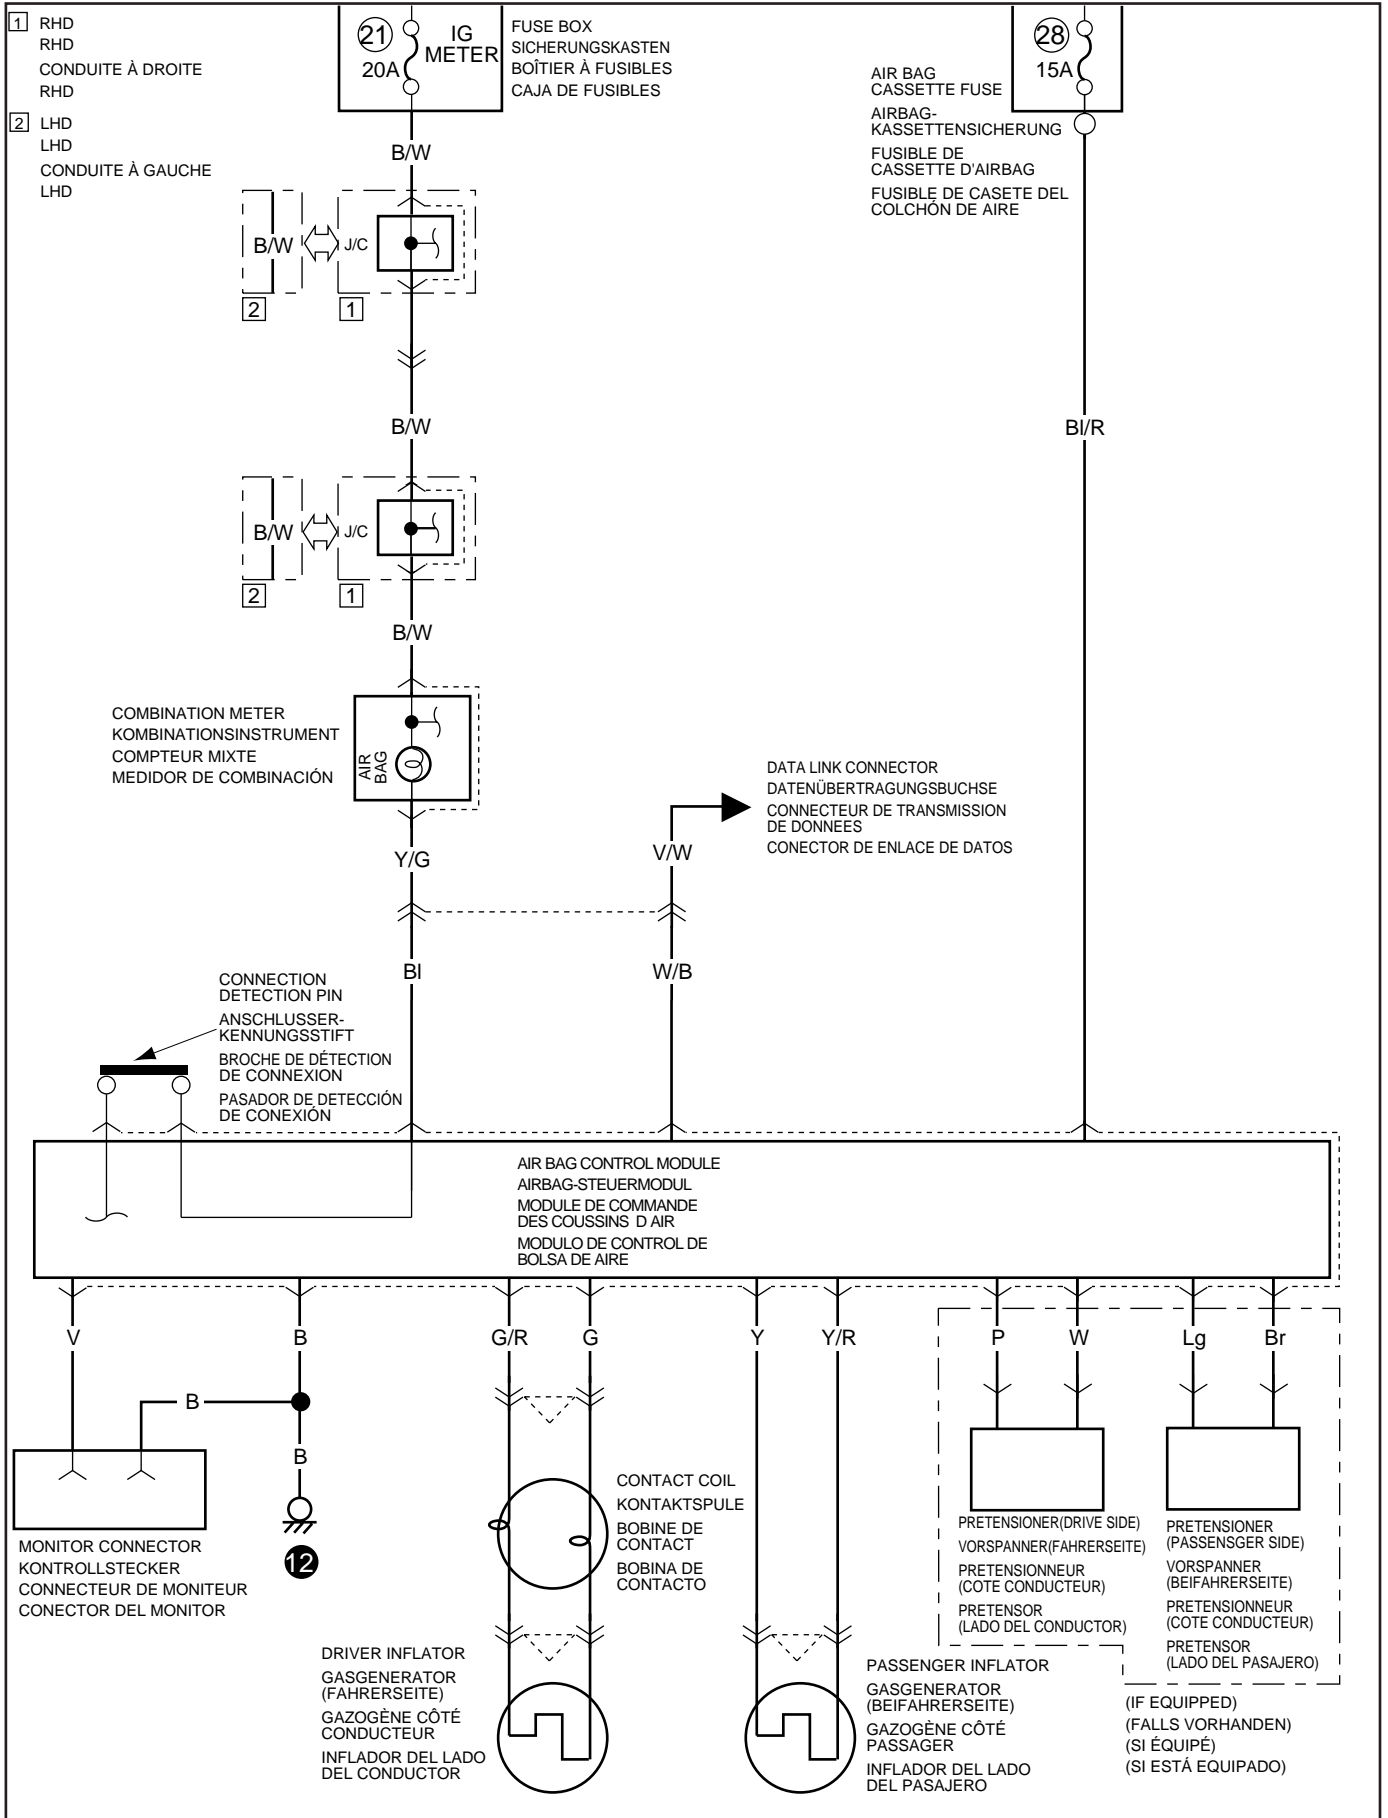 1 RHD
RHD
CONDUITE À DROITE
RHD
2 LHD
LHD
CONDUITE À GAUCHE
LHD
21
20A
IG
METER
FUSE BOX
SICHERUNGSKASTEN
BOÎTIER À FUSIBLES
CAJA DE FUSIBLES
28
15A
AIR BAG
CASSETTE FUSE
AIRBAG-
KASSETTENSICHERUNG
FUSIBLE DE
CASSETTE D'AIRBAG
FUSIBLE DE CASETE DEL
COLCHÓN DE AIRE
B/W
B/W
J/C
2
1
B/W
Bl/R
B/W
J/C
2
1
B/W
COMBINATION METER
KOMBINATIONSINSTRUMENT
COMPTEUR MIXTE
MEDIDOR DE COMBINACIÓN
AIR
BAG
DATA LINK CONNECTOR
DATENÜBERTRAGUNGSBUCHSE
CONNECTEUR DE TRANSMISSION
DE DONNEES
CONECTOR DE ENLACE DE DATOS
Y/G
V/W
Bl
W/B
CONNECTION
DETECTION PIN
ANSCHLUSSER-
KENNUNGSSTIFT
BROCHE DE DÉTECTION
DE CONNEXION
PASADOR DE DETECCIÓN
DE CONEXIÓN
AIR BAG CONTROL MODULE
AIRBAG-STEUERMODUL
MODULE DE COMMANDE
DES COUSSINS D AIR
MODULO DE CONTROL DE
BOLSA DE AIRE
V
B
G/R
G
Y
Y/R
P
W
Lg
Br
B
B
12
MONITOR CONNECTOR
KONTROLLSTECKER
CONNECTEUR DE MONITEUR
CONECTOR DEL MONITOR
CONTACT COIL
KONTAKTSPULE
BOBINE DE
CONTACT
BOBINA DE
CONTACTO
PRETENSIONER(DRIVE SIDE)
VORSPANNER(FAHRERSEITE)
PRETENSIONNEUR
(COTE CONDUCTEUR)
PRETENSOR
(LADO DEL CONDUCTOR)
PRETENSIONER
(PASSENSGER SIDE)
VORSPANNER
(BEIFAHRERSEITE)
PRETENSIONNEUR
(COTE CONDUCTEUR)
PRETENSOR
(LADO DEL PASAJERO)
DRIVER INFLATOR
GASGENERATOR
(FAHRERSEITE)
GAZOGÈNE CÔTÉ
CONDUCTEUR
INFLADOR DEL LADO
DEL CONDUCTOR
PASSENGER INFLATOR
GASGENERATOR
(BEIFAHRERSEITE)
GAZOGÈNE CÔTÉ
PASSAGER
INFLADOR DEL LADO
DEL PASAJERO
(IF EQUIPPED)
(FALLS VORHANDEN)
(SI ÉQUIPÉ)
(SI ESTÁ EQUIPADO)